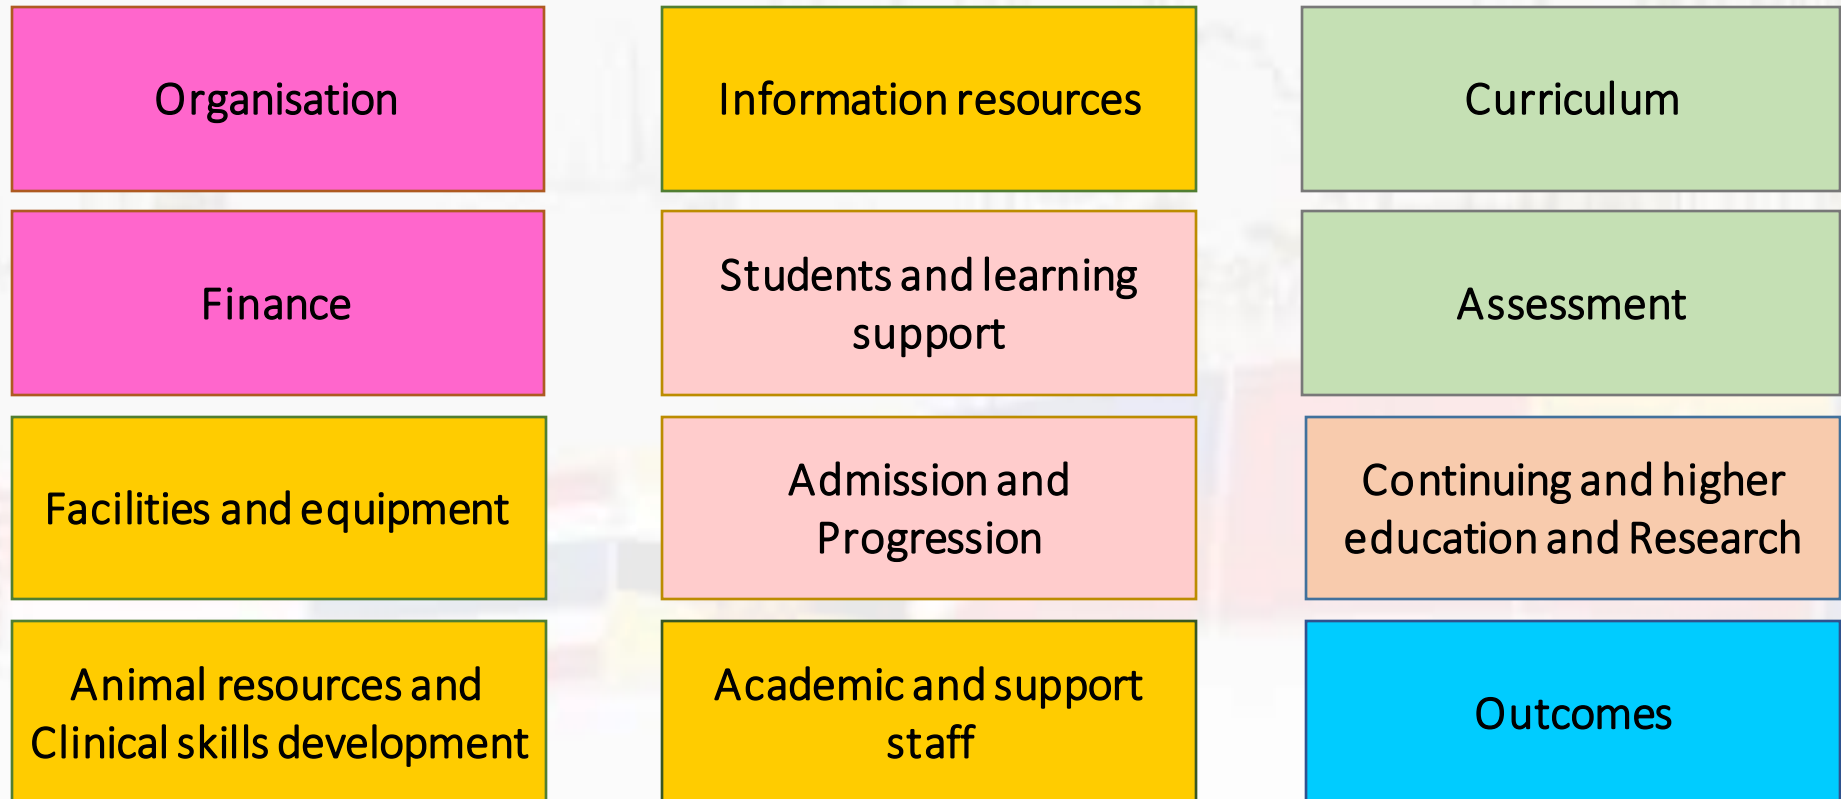 Organisation
Finance
Facilities and equipment
Animal resources and
Clinical skills development
Information resources
Students and learning
support
Admission and
Progression
Academic and support
staff
Curriculum
Assessment
Continuing and higher
education and Research
Outcomes